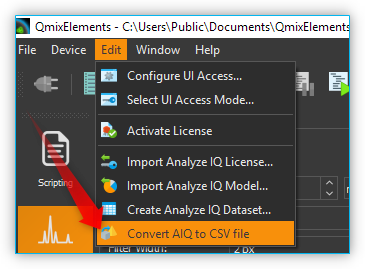 QmixElements - C:\Users\Public\Documents\QmixElements
File Device Edit Window Help
Configure UI Access...
Select UI Access Mode...
Activate License
Import Analyze IQ License...
Scripting
Import Analyze IQ Model...
Create Analyze IQ Dataset...
Convert AIQ to CSV file
Filter Width: 2 px